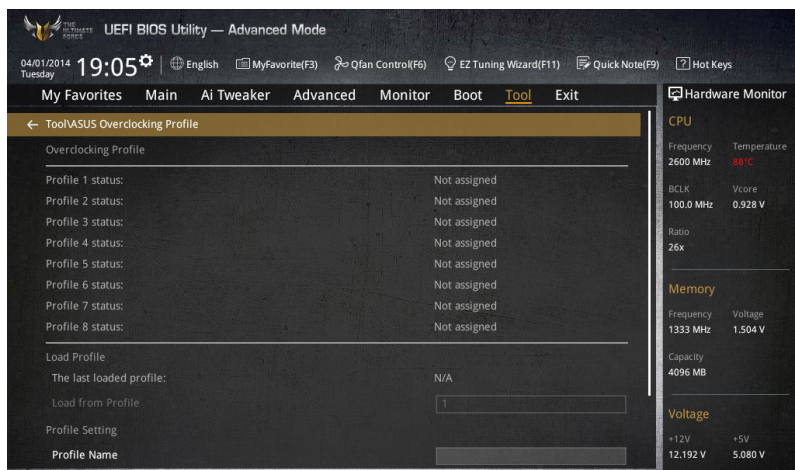 THE ULTIMATE FORCE
UEFI BIOS Utility — Advanced Mode
04/01/2014
Tuesday
19:05
English
MyFavorite(F3)
Qfan Control(F6)
EZ Tuning Wizard(F11)
Quick Note(F9)
? Hot Keys
My Favorites Main Ai Tweaker Advanced Monitor Boot Tool Exit
← Tool\ASUS Overclocking Profile
Overclocking Profile
Profile 1 status: Not assigned
Profile 2 status: Not assigned
Profile 3 status: Not assigned
Profile 4 status: Not assigned
Profile 5 status: Not assigned
Profile 6 status: Not assigned
Profile 7 status: Not assigned
Profile 8 status: Not assigned
Load Profile
The last loaded profile: N/A
Load from Profile 1
Profile Setting
Profile Name
Hardware Monitor
CPU
Frequency Temperature
2600 MHz 88°C
BCLK Vcore
100.0 MHz 0.928 V
Ratio
26x
Memory
Frequency Voltage
1333 MHz 1.504 V
Capacity
4096 MB
Voltage
+12V +5V
12.192 V 5.080 V